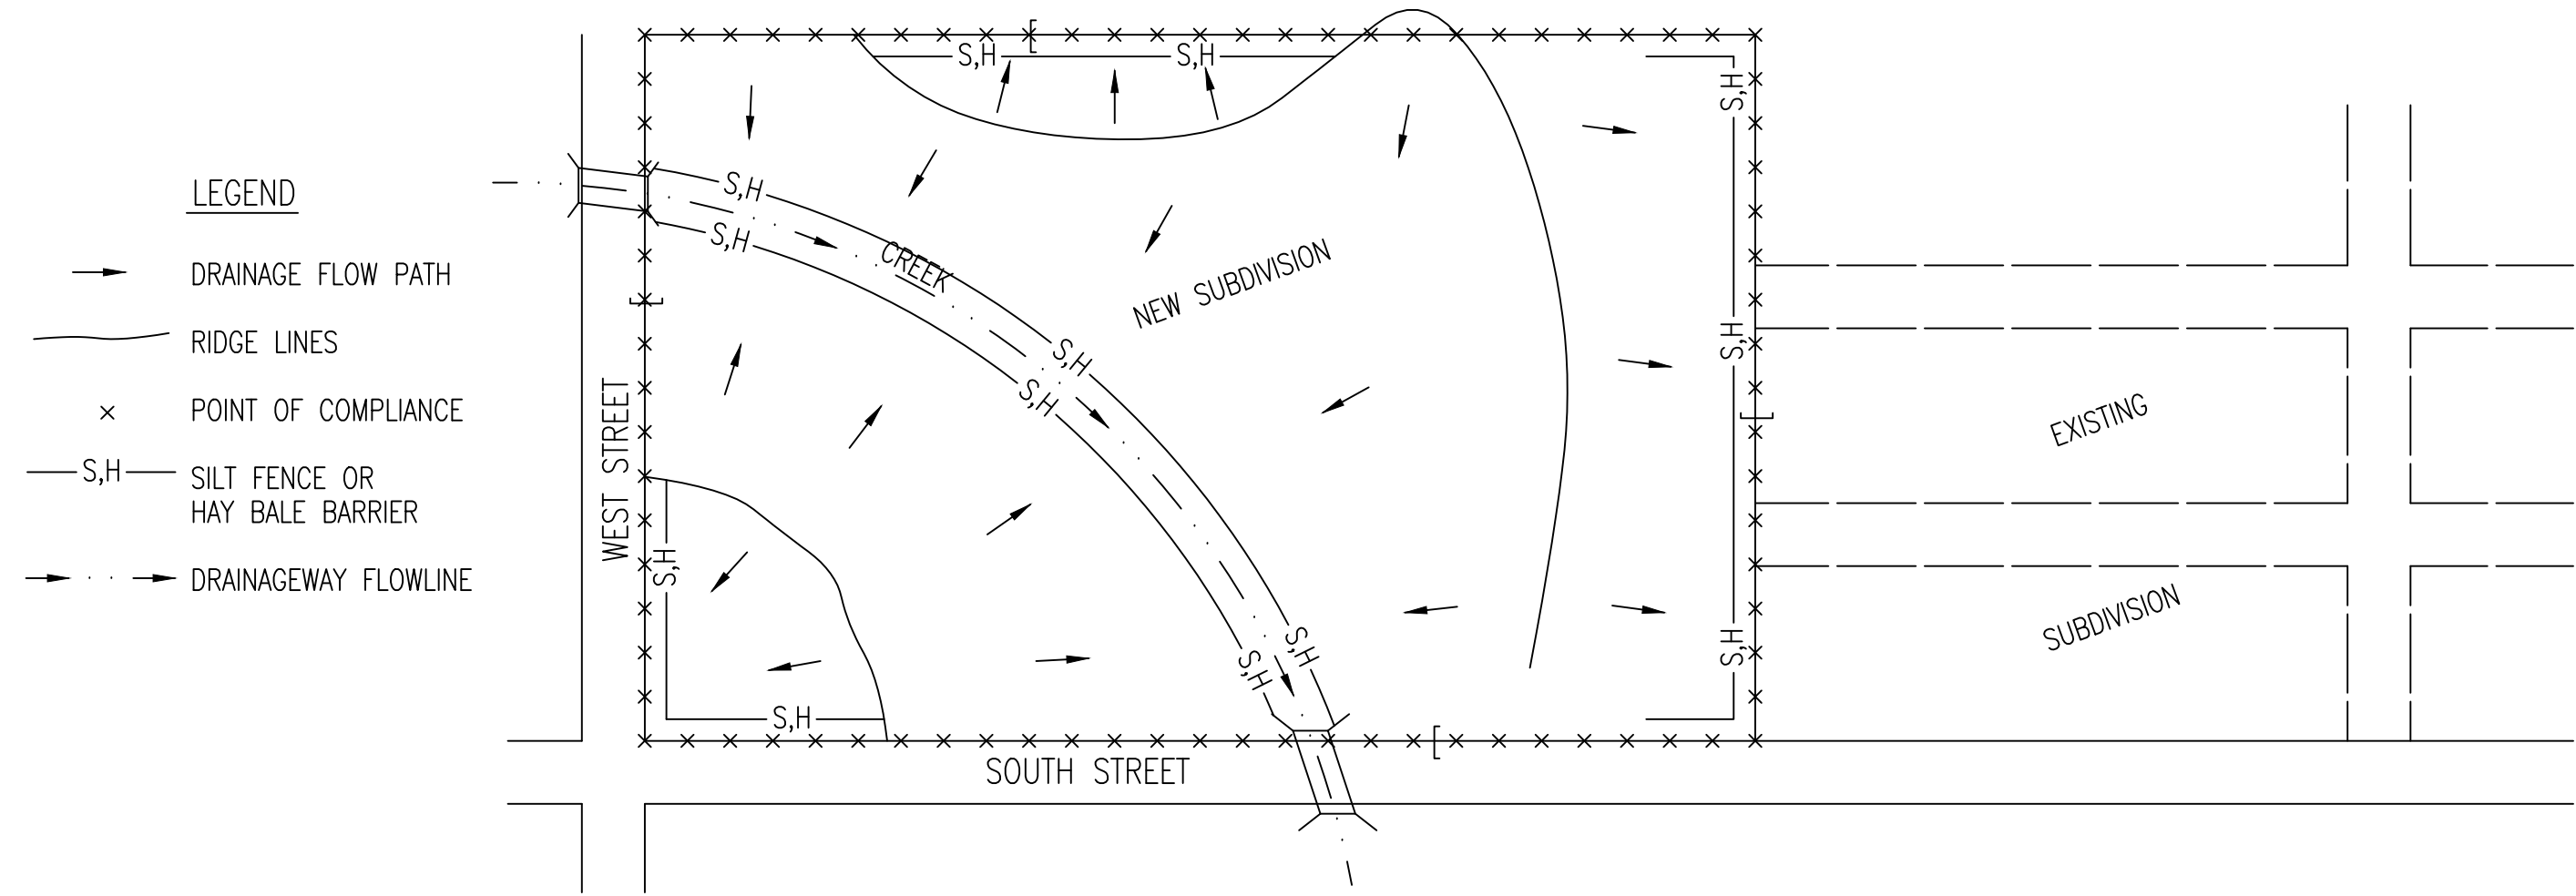 LEGEND
DRAINAGE FLOW PATH
RIDGE LINES
POINT OF COMPLIANCE
S,H
SILT FENCE OR
HAY BALE BARRIER
DRAINAGEWAY FLOWLINE
S,H
S,H
S,H
S,H
S,H
CREEK
NEW SUBDIVISION
S,H
S,H
S,H
WEST STREET
EXISTING
S,H
S,H
S,H
S,H
SUBDIVISION
S,H
S,H
SOUTH STREET